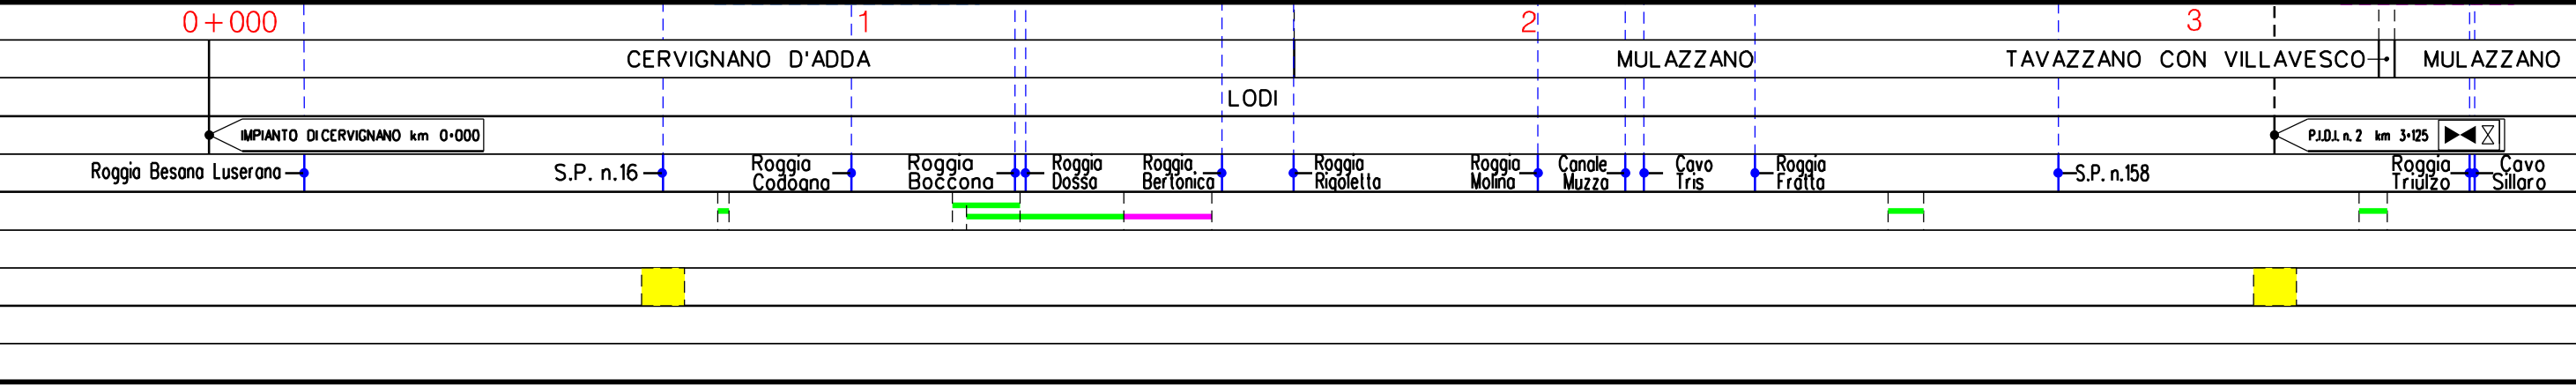 0+000 1 2 3
CERVIGNANO D'ADDA MULAZZANO TAVAZZANO CON VILLAVESCO MULAZZANO
LODI
IMPIANTO DI CERVIGNANO km 0+000 P.I.D.I. n. 2 km 3+125
Roggia Besana Luserana
S.P. n.16
Roggia
Codogna
Roggia
Boccona
Roggia
Dossa
Roggia
Bertonica
Roggia
Rigoletta
Roggia
Molina
Canale
Muzza
Cavo
Tris
Roggia
Fratta
S.P. n.158
Roggia
Triulzo
Cavo
Sillaro